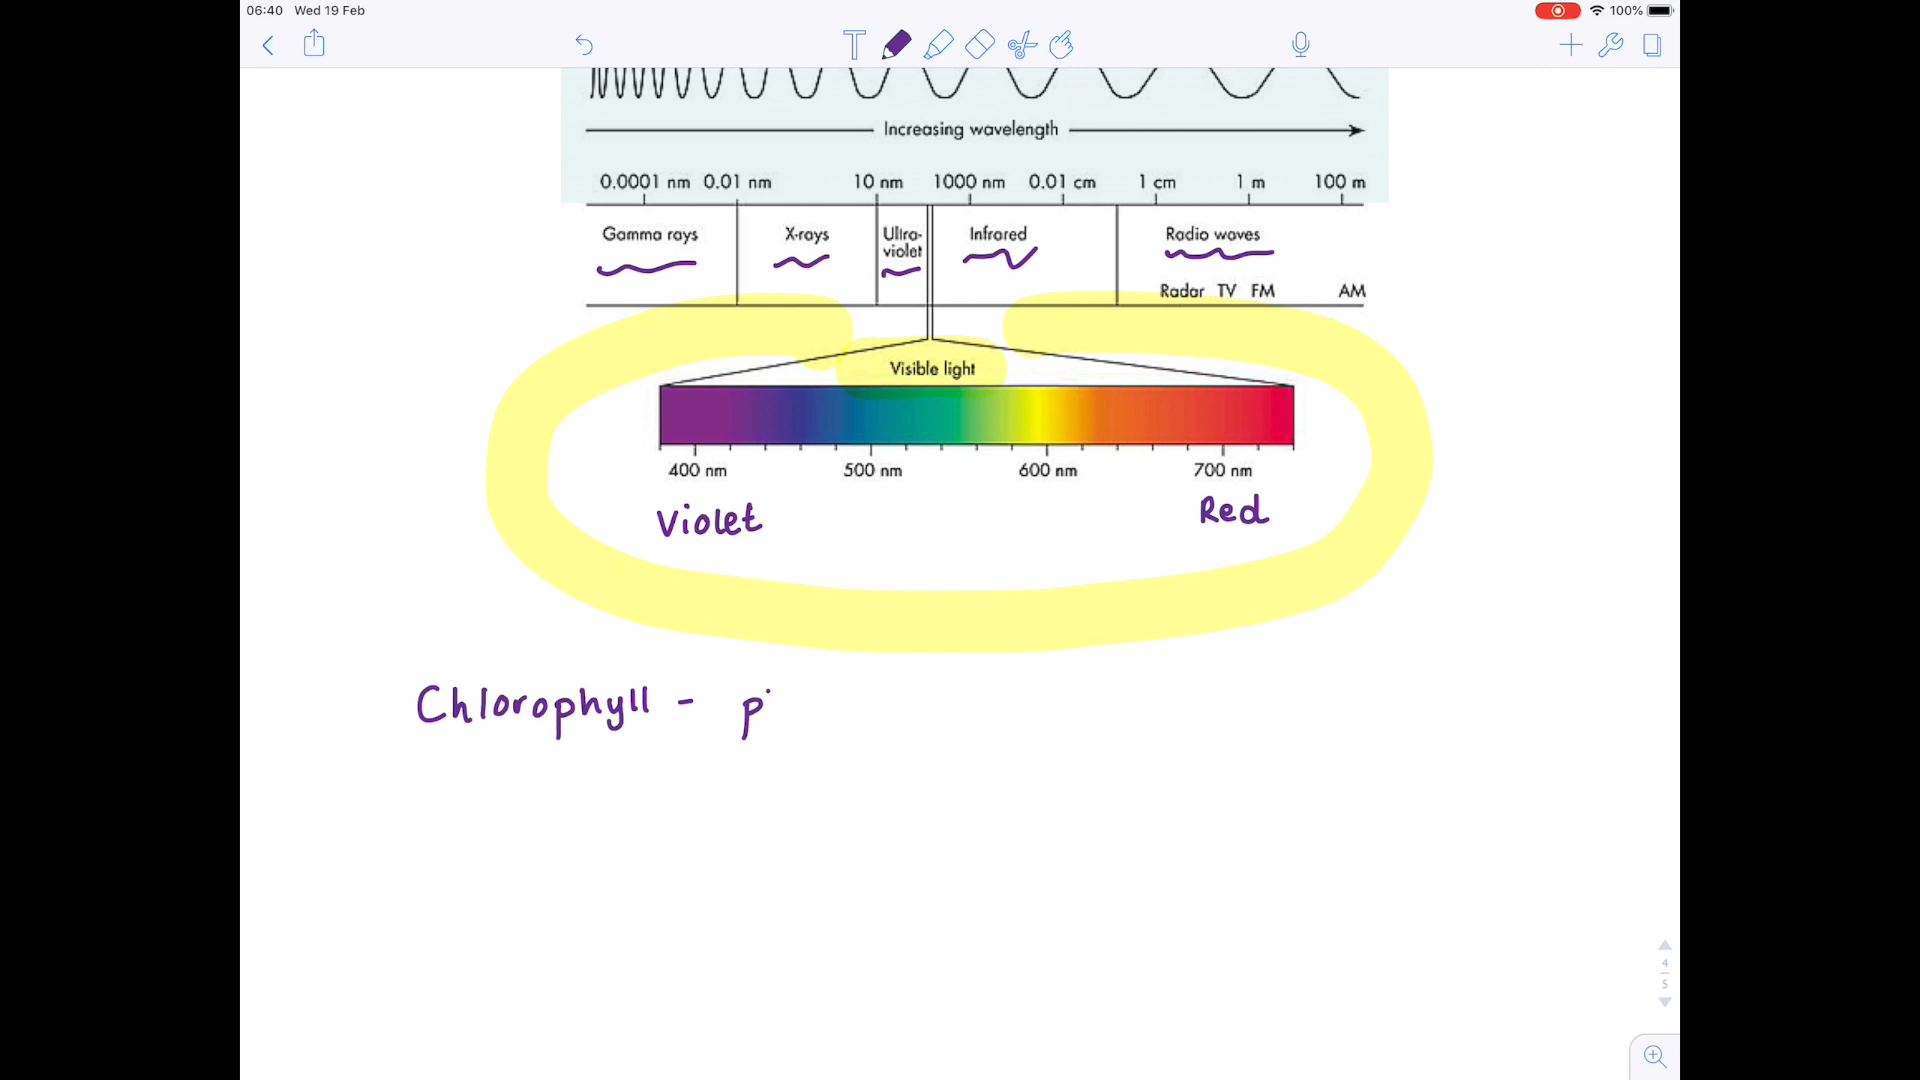 06:40 Wed 19 Feb
100%
Increasing wavelength
0.0001 nm 0.01 nm 10 nm 1000 nm 0.01 cm 1 cm 1 m 100 m
Gamma rays X-rays Ultra-violet Infrared Radio waves
Radar TV FM AM
Visible light
400 nm 500 nm 600 nm 700 nm
Violet Red
Chlorophyll - pi
4
5